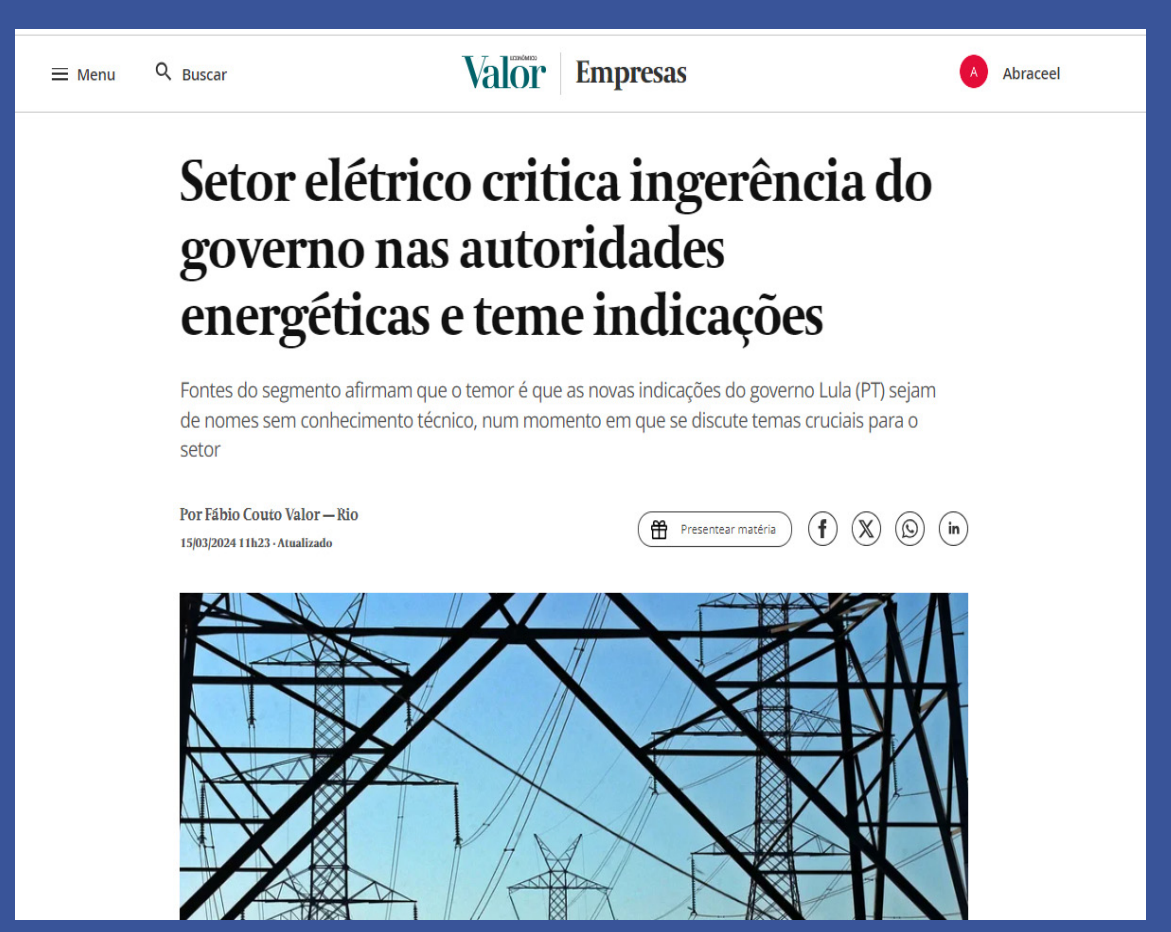 Menu
Buscar
Valor ECONÔMICO
Empresas
A
Abraceel
Setor elétrico critica ingerência do
governo nas autoridades
energéticas e teme indicações
Fontes do segmento afirmam que o temor é que as novas indicações do governo Lula (PT) sejam
de nomes sem conhecimento técnico, num momento em que se discute temas cruciais para o
setor
Por Fábio Couto Valor — Rio
15/03/2024 11h23 · Atualizado
Presentear matéria